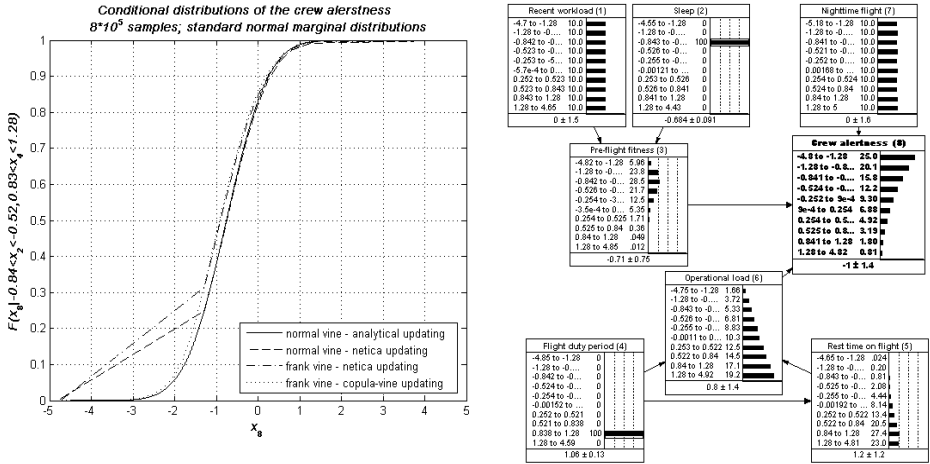 Conditional distributions of the crew alerstness
8*10^5 samples; standard normal marginal distributions
F(x_8|-0.84<x_2<-0.52,0.83<x_4<1.28)
1
0.9
0.8
0.7
0.6
0.5
0.4
0.3
0.2
0.1
0
normal vine - analytical updating
normal vine - netica updating
frank vine - netica updating
frank vine - copula-vine updating
-5 -4 -3 -2 -1 0 1 2 3 4 5
x_8
Recent workload (1)
-4.7 to -1.28 10.0
-1.28 to -0.... 10.0
-0.842 to -0... 10.0
-0.523 to -0... 10.0
-0.253 to -5... 10.0
-5.7e-4 to 0... 10.0
0.252 to 0.523 10.0
0.523 to 0.843 10.0
0.843 to 1.28 10.0
1.28 to 4.65 10.0
0 ± 1.5
Sleep (2)
-4.55 to -1.28 0
-1.28 to -0.... 0
-0.843 to -0... 100
-0.526 to -0... 0
-0.255 to -0... 0
-0.00121 to ... 0
0.253 to 0.526 0
0.526 to 0.841 0
0.841 to 1.28 0
1.28 to 4.43 0
-0.684 ± 0.091
Nighttime flight (7)
-5.18 to -1.28 10.0
-1.28 to -0.... 10.0
-0.841 to -0... 10.0
-0.521 to -0... 10.0
-0.252 to 0.... 10.0
0.00168 to ... 10.0
0.254 to 0.524 10.0
0.524 to 0.84 10.0
0.84 to 1.28 10.0
1.28 to 5 10.0
0 ± 1.6
Pre-flight fitness (3)
-4.82 to -1.28 5.96
-1.28 to -0.... 23.8
-0.842 to -0... 28.5
-0.526 to -0... 21.7
-0.254 to -3... 12.5
-3.5e-4 to 0... 5.35
0.254 to 0.525 1.71
0.525 to 0.84 0.36
0.84 to 1.28 .049
1.28 to 4.85 .012
-0.71 ± 0.75
Crew alertness (8)
-4.8 to -1.28 25.0
-1.28 to -0.8... 20.1
-0.841 to -0.... 15.8
-0.524 to -0.... 12.2
-0.252 to 9e-4 9.30
9e-4 to 0.254 6.88
0.254 to 0.5... 4.92
0.525 to 0.8... 3.19
0.841 to 1.28 1.80
1.28 to 4.82 0.81
-1 ± 1.4
Operational load (6)
-4.75 to -1.28 1.66
-1.28 to -0.... 3.72
-0.843 to -0... 5.33
-0.526 to -0... 6.81
-0.255 to -0... 8.83
-0.0011 to 0... 10.3
0.253 to 0.522 12.5
0.522 to 0.84 14.5
0.84 to 1.28 17.1
1.28 to 4.92 19.2
0.8 ± 1.4
Flight duty period (4)
-4.85 to -1.28 0
-1.28 to -0.... 0
-0.842 to -0... 0
-0.524 to -0... 0
-0.254 to -0... 0
-0.00152 to ... 0
0.252 to 0.521 0
0.521 to 0.838 0
0.838 to 1.28 100
1.28 to 4.59 0
1.06 ± 0.13
Rest time on flight (5)
-4.65 to -1.28 .024
-1.28 to -0.... 0.20
-0.843 to -0... 0.81
-0.525 to -0... 2.08
-0.255 to -0... 4.44
-0.00192 to ... 8.14
0.252 to 0.522 13.4
0.522 to 0.84 20.5
0.84 to 1.28 27.4
1.28 to 4.81 23.0
1.2 ± 1.2